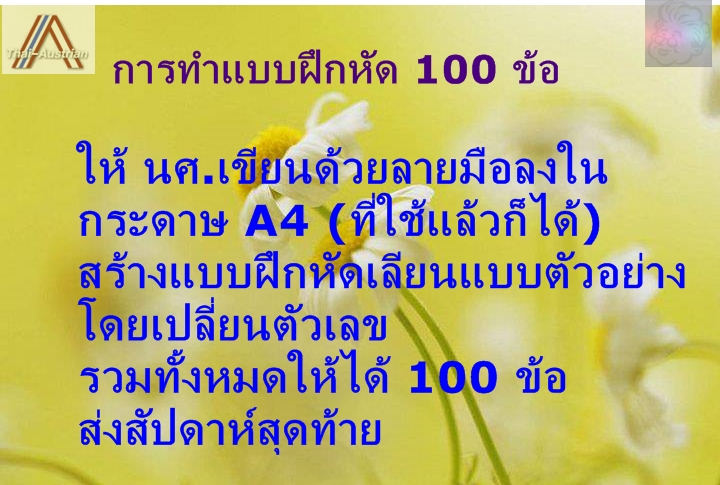 Thai-Austrian
การทำแบบฝึกหัด 100 ข้อ
ให้ นศ.เขียนด้วยลายมือลงใน
กระดาษ A4 (ที่ใช้แล้วก็ได้)
สร้างแบบฝึกหัดเลียนแบบตัวอย่าง
โดยเปลี่ยนตัวเลข
รวมทั้งหมดให้ได้ 100 ข้อ
ส่งสัปดาห์สุดท้าย